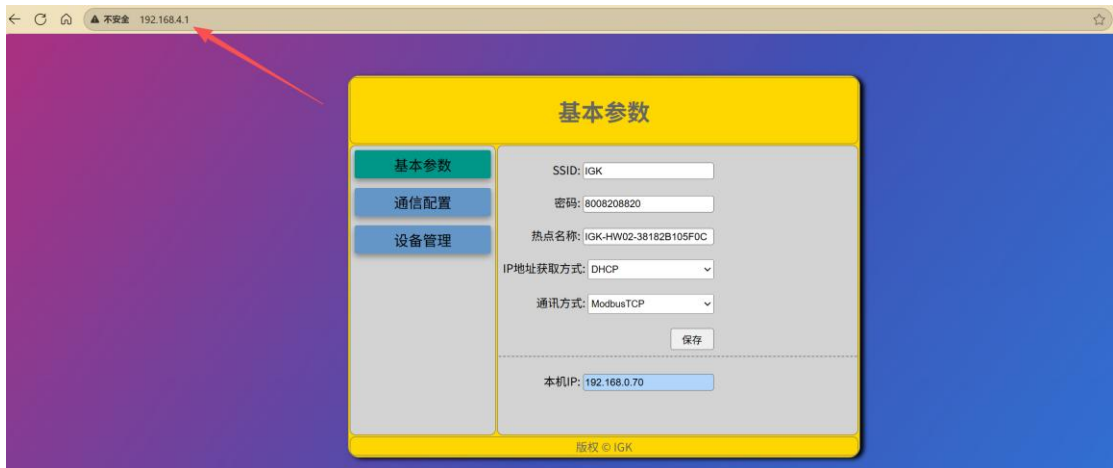 不安全 192.168.4.1
基本参数
基本参数
通信配置
设备管理
SSID: IGK
密码: 8008208820
热点名称: IGK-HW02-38182B105F0C
IP地址获取方式: DHCP
通讯方式: ModbusTCP
保存
本机IP: 192.168.0.70
版权 © IGK